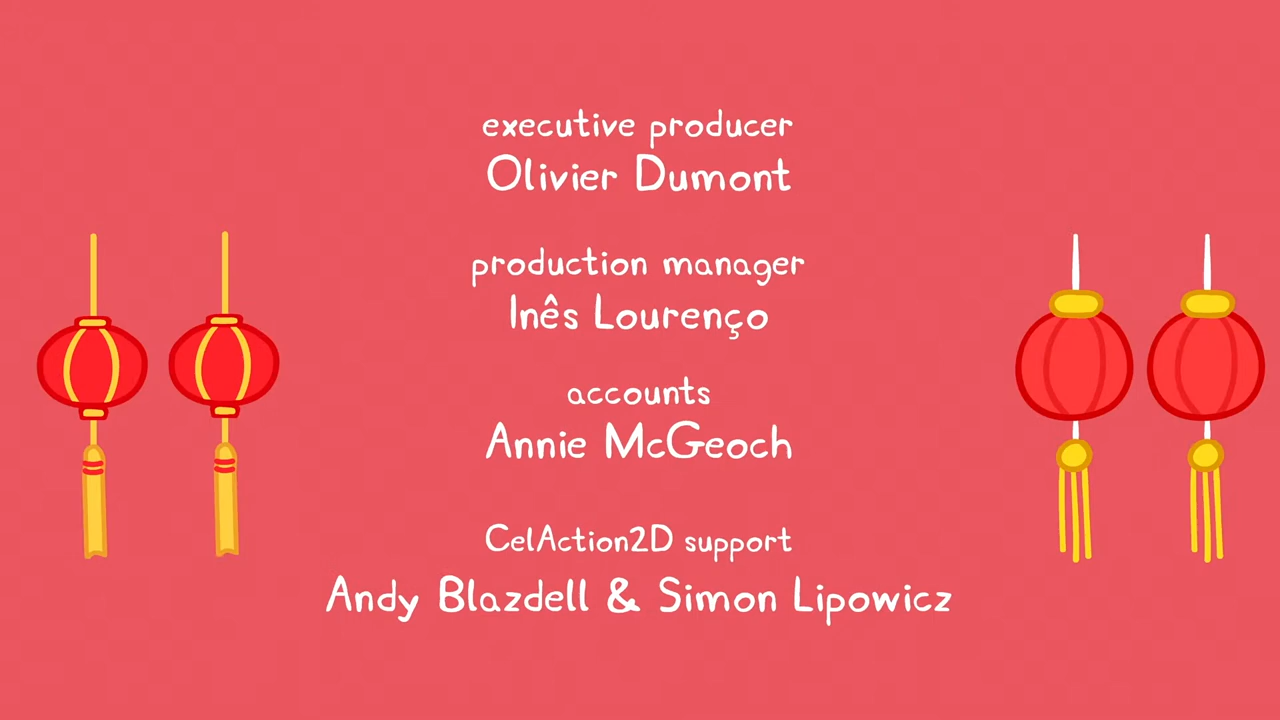 executive producer
Olivier Dumont
production manager
Inês Lourenço
accounts
Annie McGeoch
CelAction2D support
Andy Blazdell & Simon Lipowicz